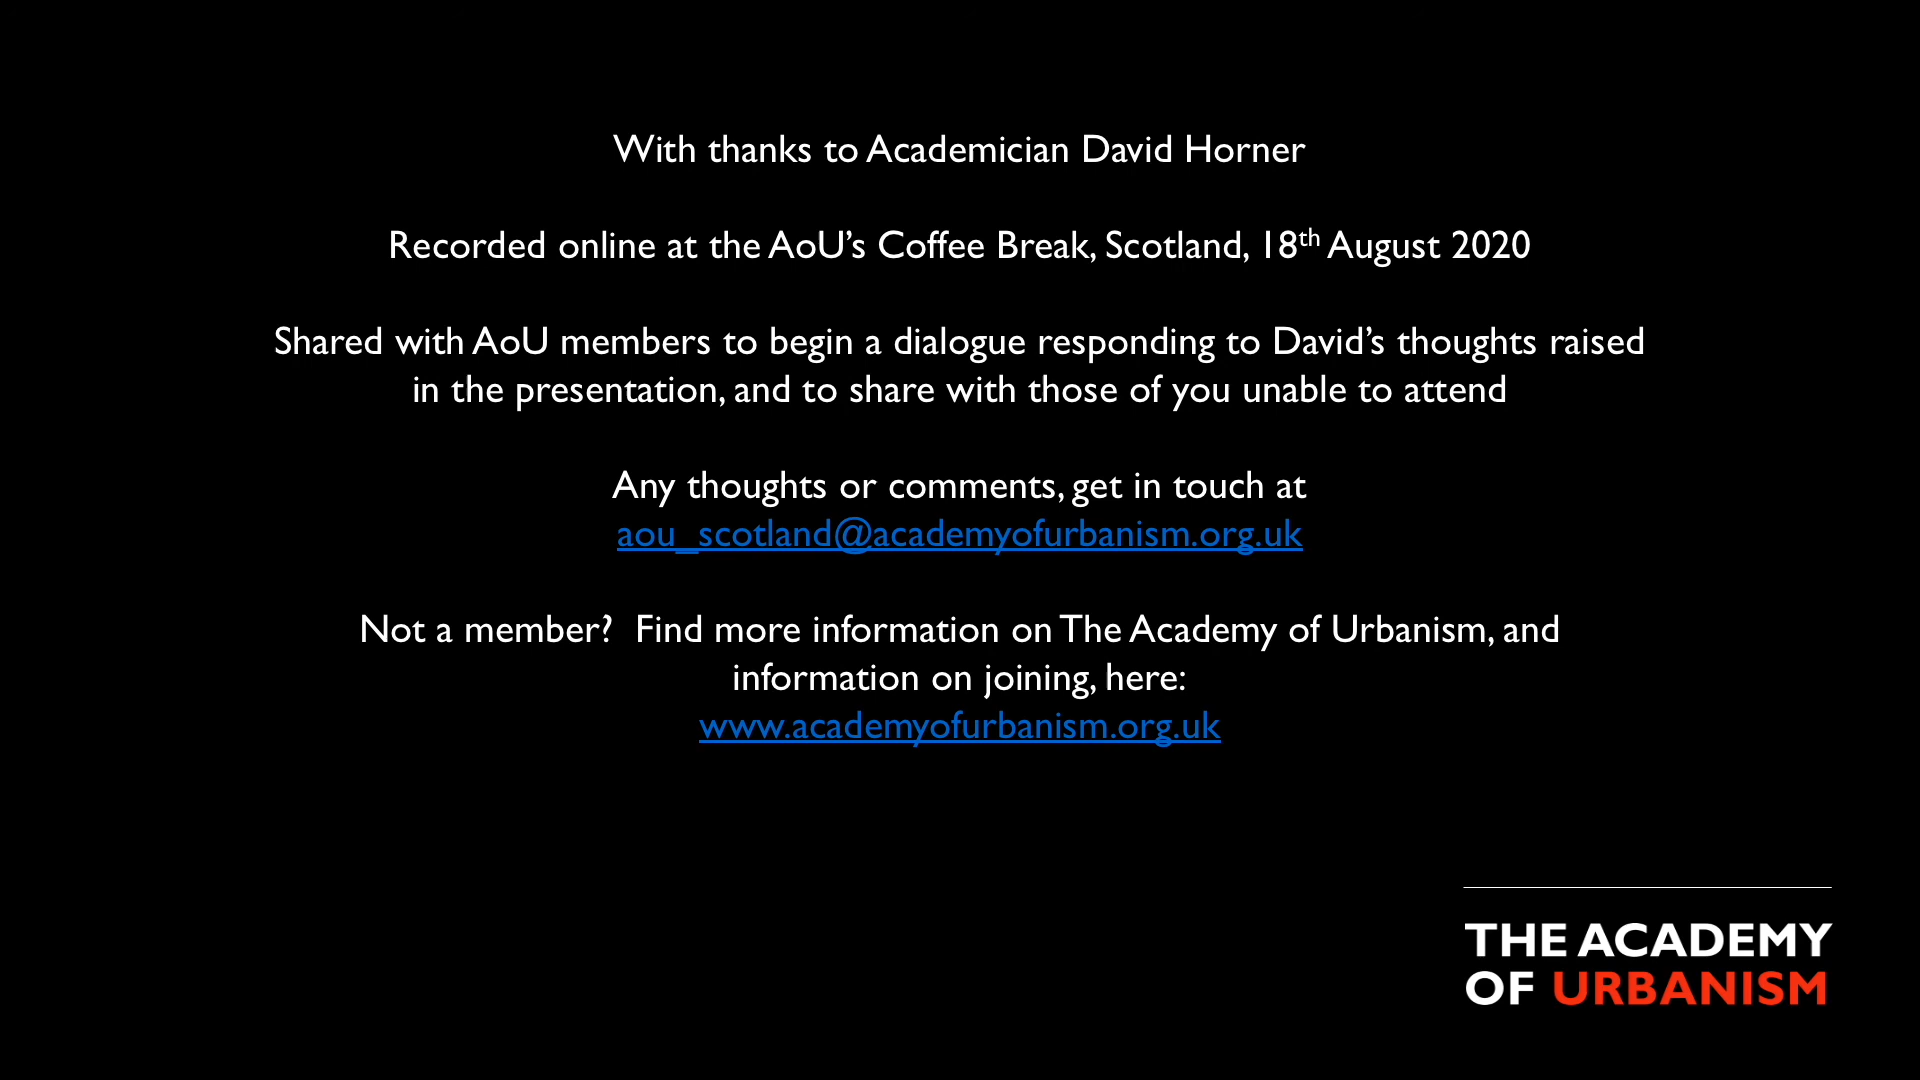 With thanks to Academician David Horner
Recorded online at the AoU’s Coffee Break, Scotland, 18th August 2020
Shared with AoU members to begin a dialogue responding to David’s thoughts raised
in the presentation, and to share with those of you unable to attend
Any thoughts or comments, get in touch at
aou_scotland@academyofurbanism.org.uk
Not a member?  Find more information on The Academy of Urbanism, and
information on joining, here:
www.academyofurbanism.org.uk
THE ACADEMY
OF URBANISM